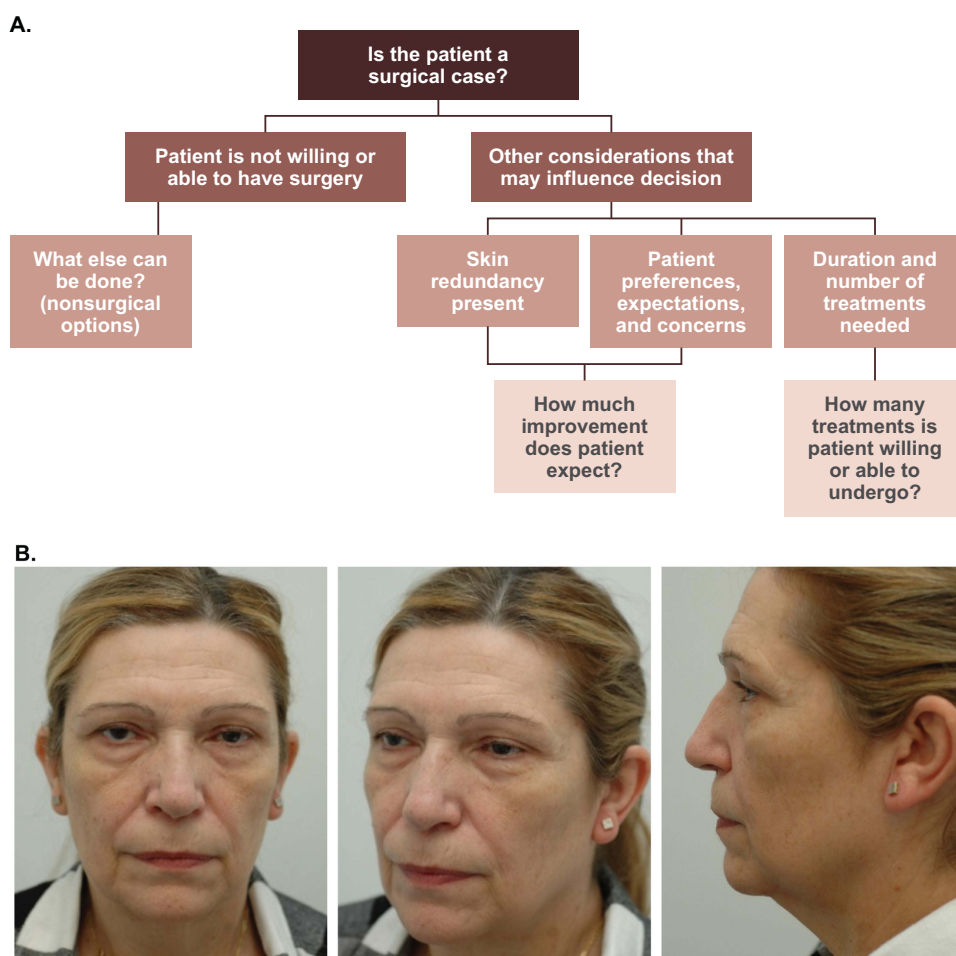 A.
Is the patient a
surgical case?
Patient is not willing or
able to have surgery
Other considerations that
may influence decision
What else can
be done?
(nonsurgical
options)
Skin
redundancy
present
Patient
preferences,
expectations,
and concerns
Duration and
number of
treatments
needed
How much
improvement
does patient
expect?
How many
treatments is
patient willing
or able to
undergo?
B.